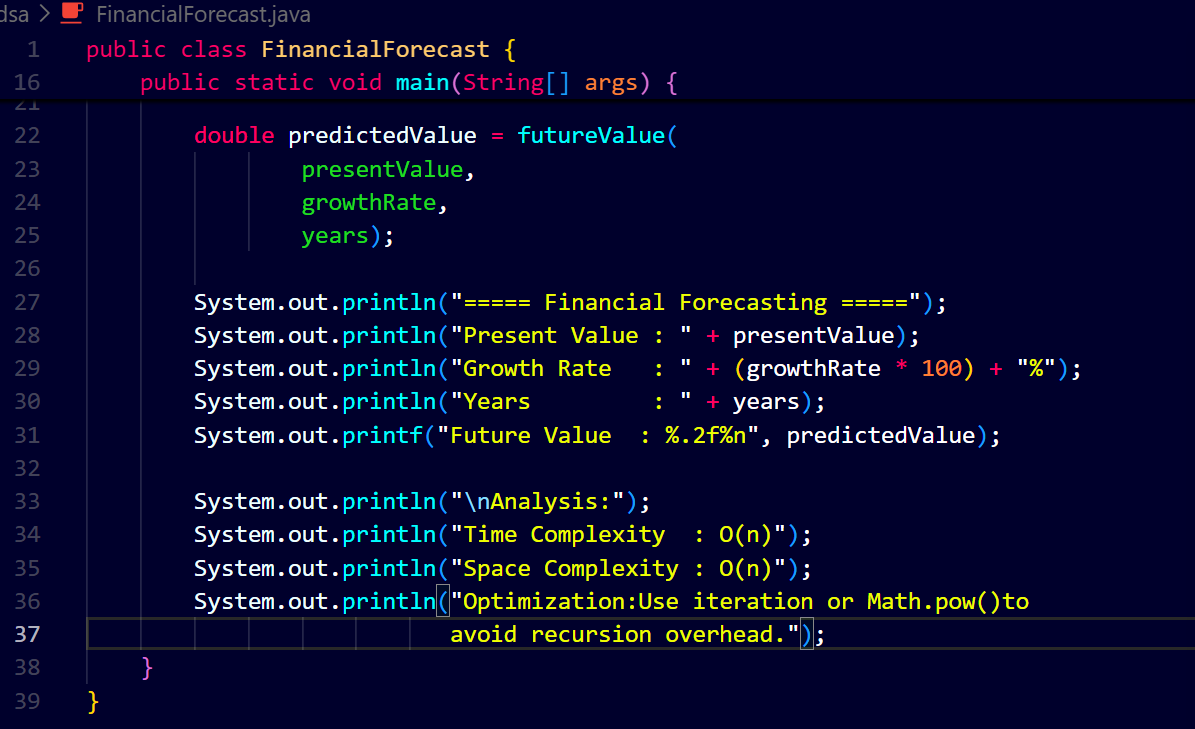 dsa > FinancialForecast.java
1 public class FinancialForecast {
16 public static void main(String[] args) {
21
22 double predictedValue = futureValue(
23 presentValue,
24 growthRate,
25 years);
26
27 System.out.println("===== Financial Forecasting =====");
28 System.out.println("Present Value : " + presentValue);
29 System.out.println("Growth Rate   : " + (growthRate * 100) + "%");
30 System.out.println("Years         : " + years);
31 System.out.printf("Future Value  : %.2f%n", predictedValue);
32
33 System.out.println("\nAnalysis:");
34 System.out.println("Time Complexity  : O(n)");
35 System.out.println("Space Complexity : O(n)");
36 System.out.println("Optimization:Use iteration or Math.pow()to
37 avoid recursion overhead.");
38 }
39 }